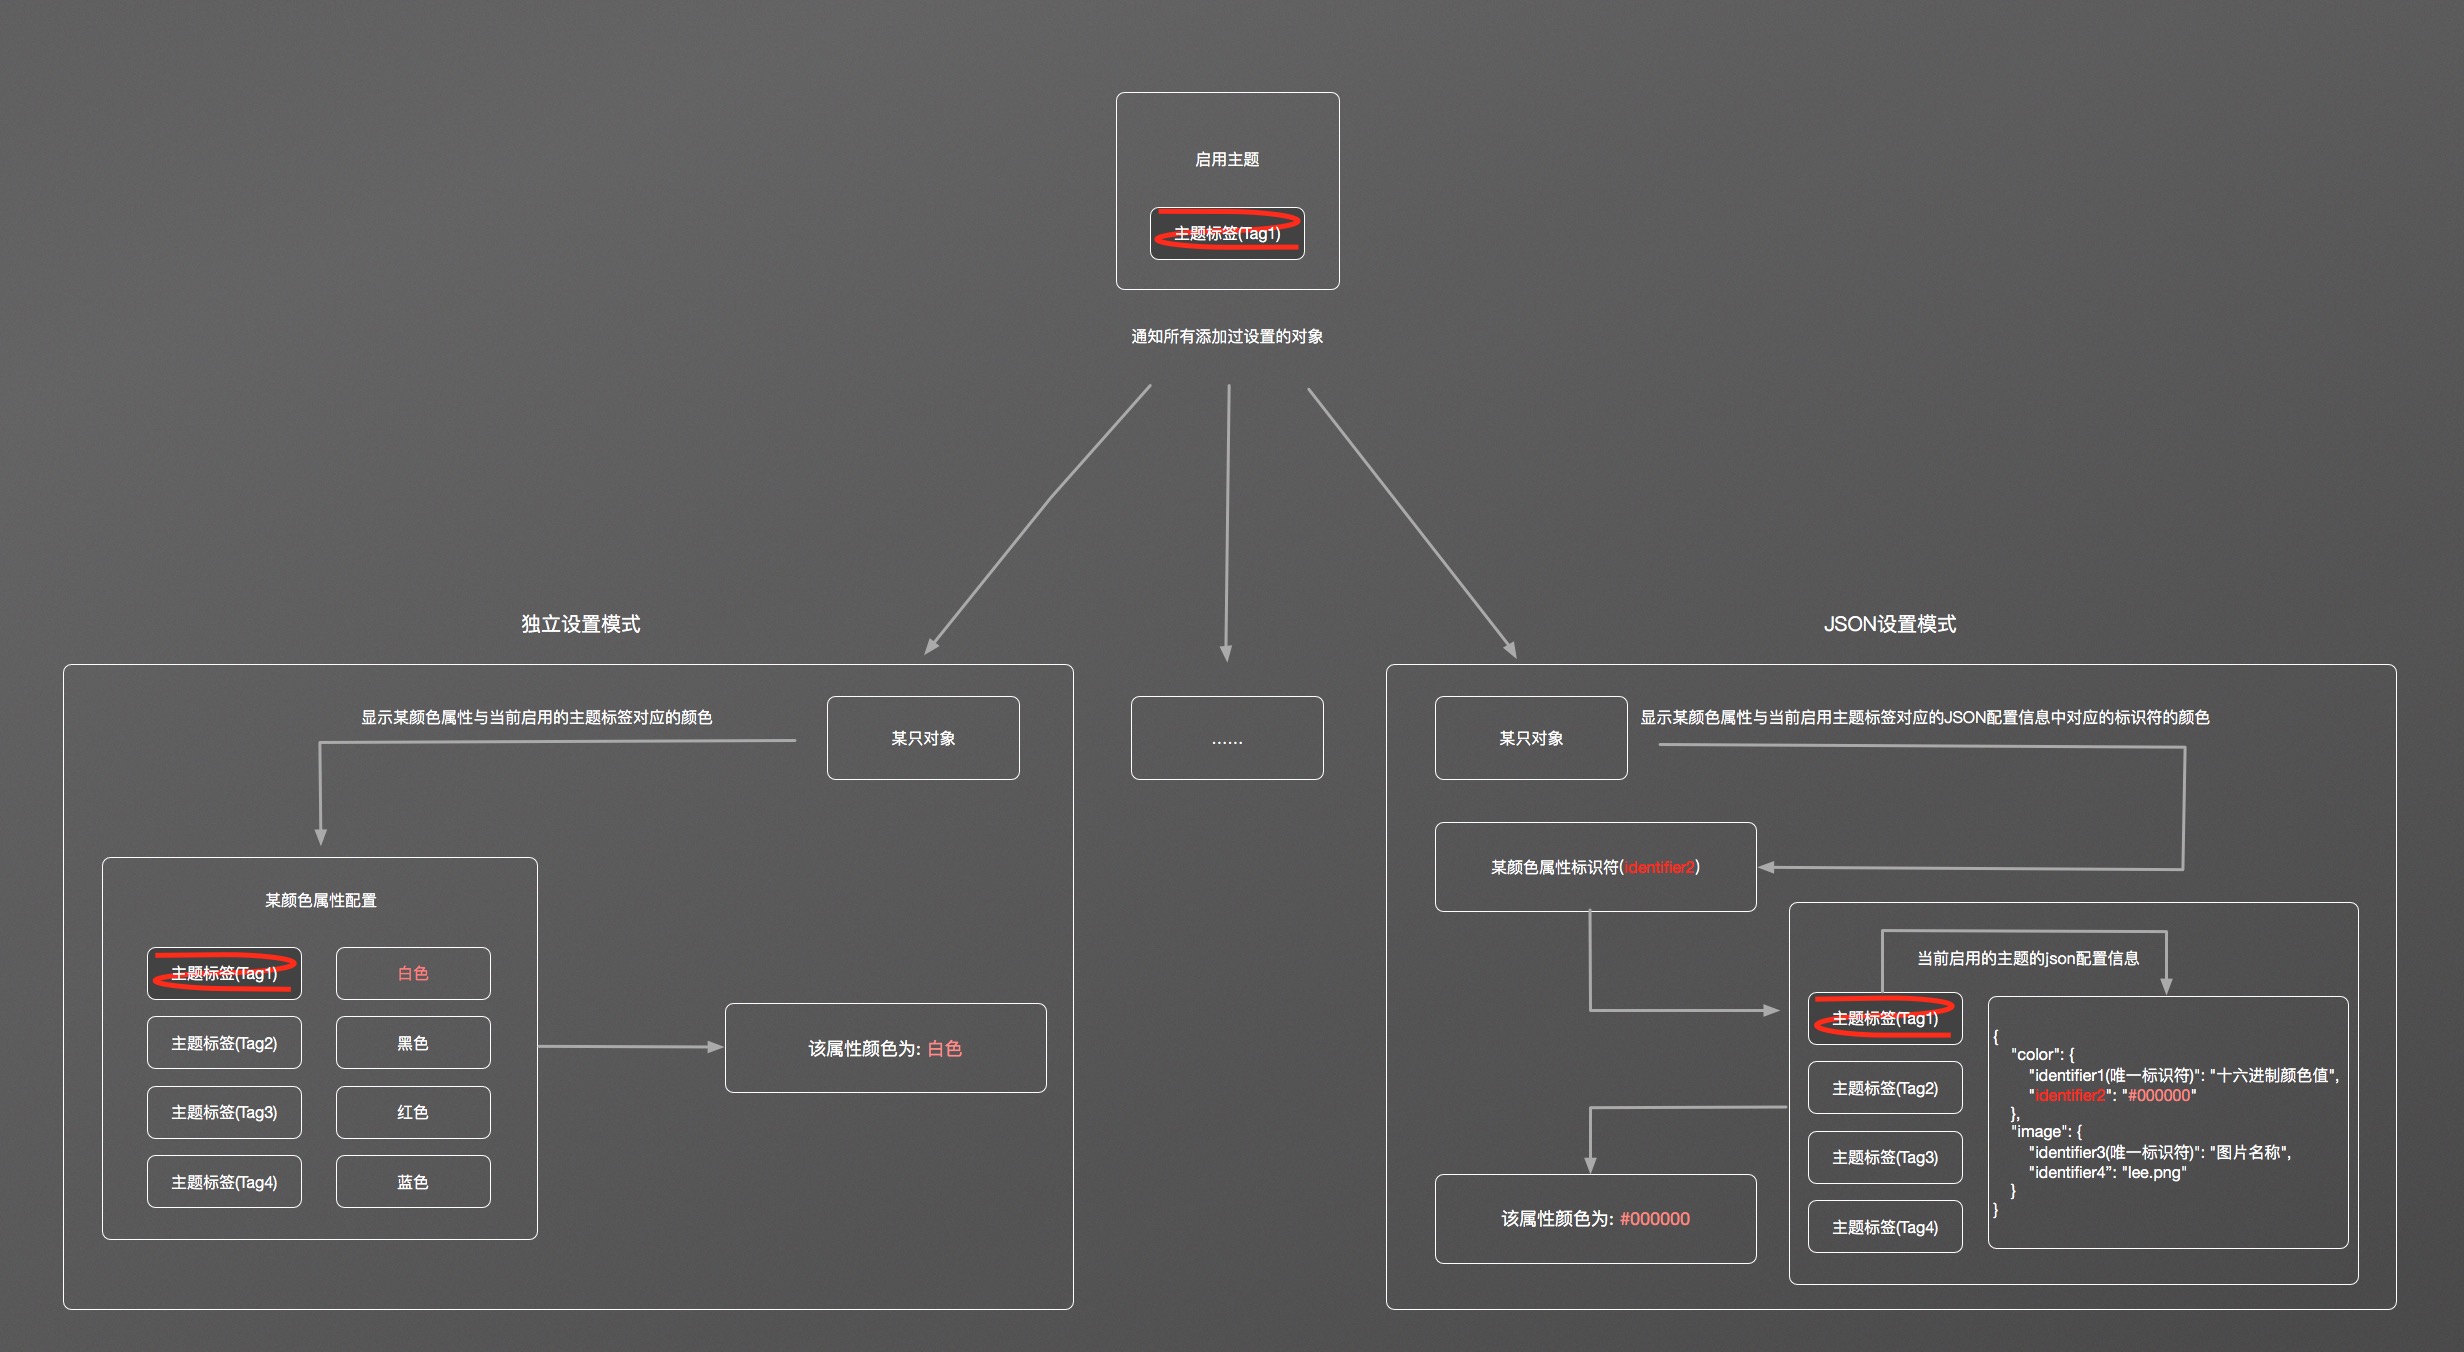 启用主题
主题标签(Tag1)
通知所有添加过设置的对象
独立设置模式
显示某颜色属性与当前启用的主题标签对应的颜色
某只对象
某颜色属性配置
主题标签(Tag1)
白色
主题标签(Tag2)
黑色
主题标签(Tag3)
红色
主题标签(Tag4)
蓝色
该属性颜色为: 白色
......
JSON设置模式
某只对象
显示某颜色属性与当前启用主题标签对应的JSON配置信息中对应的标识符的颜色
某颜色属性标识符(identifier2)
当前启用的主题的json配置信息
主题标签(Tag1)
主题标签(Tag2)
主题标签(Tag3)
主题标签(Tag4)
{
"color": {
"identifier1(唯一标识符)": "十六进制颜色值",
"identifier2": "#000000"
},
"image": {
"identifier3(唯一标识符)": "图片名称",
"identifier4”: "lee.png"
}
}
该属性颜色为: #000000